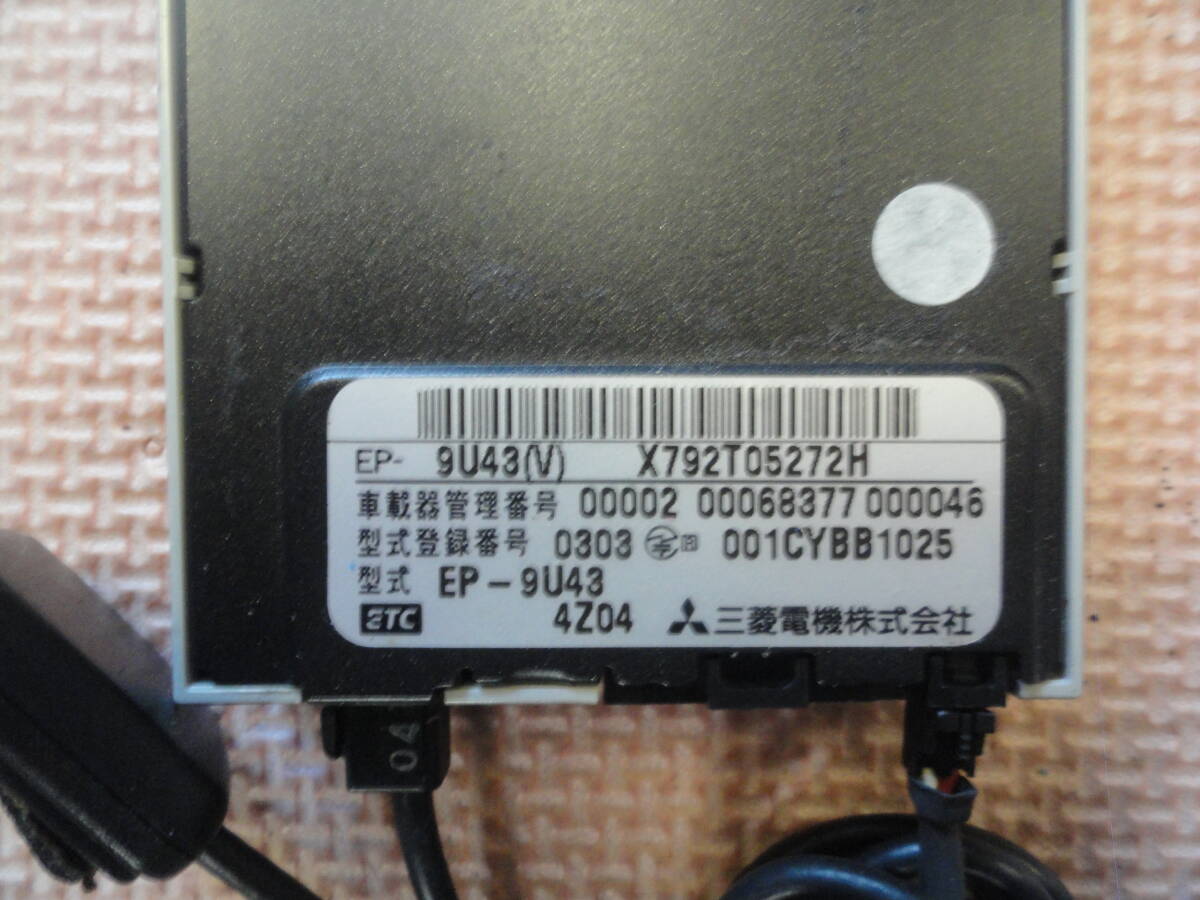 EP- 9U43(V) X792T05272H
車載器管理番号 00002 00068377 000046
型式登録番号 0303 001CYBB1025
型式 EP-9U43
ETC 4Z04 三菱電機株式会社
04